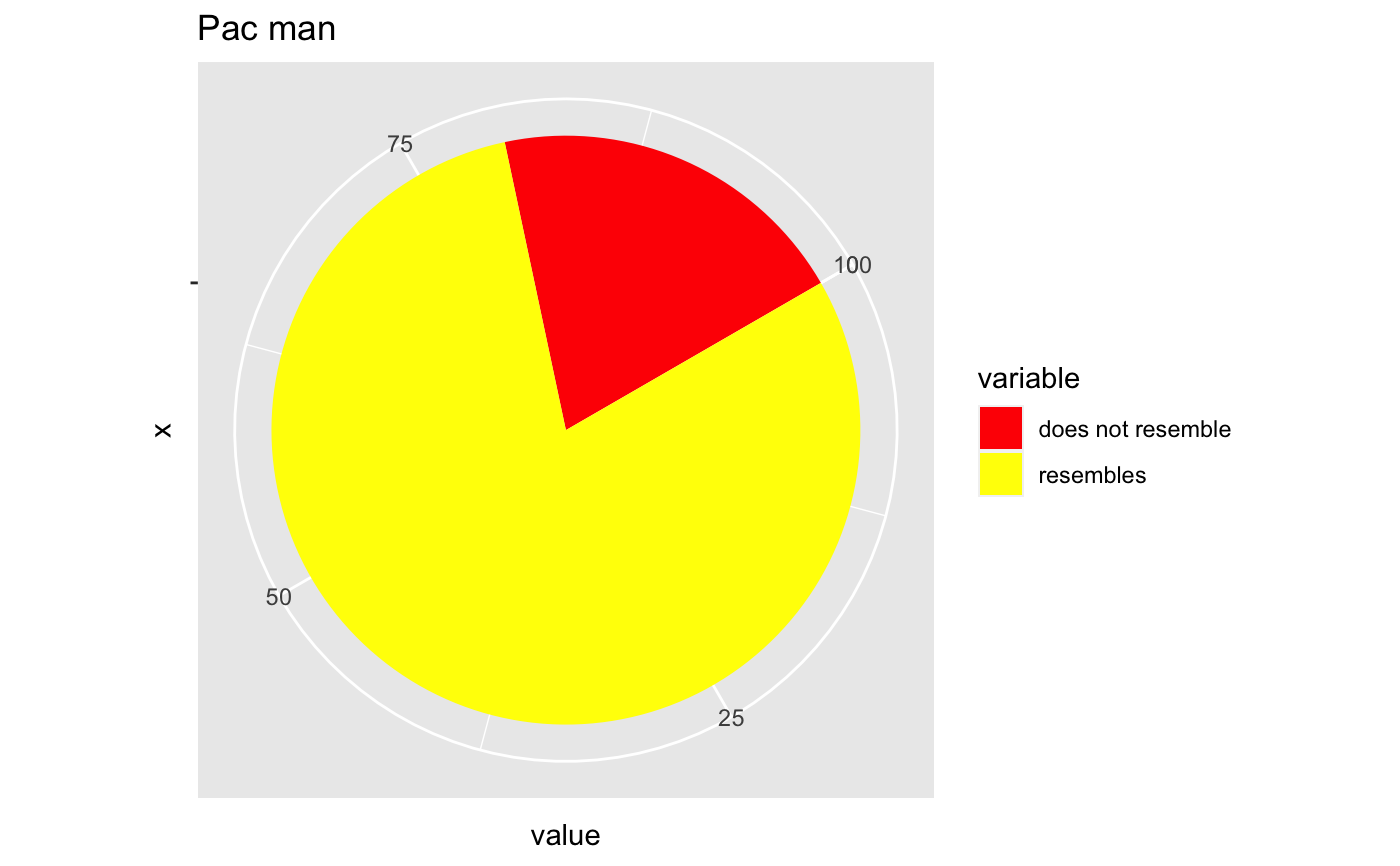 Pac man
75
100
50
25
x
value
variable
does not resemble
resembles